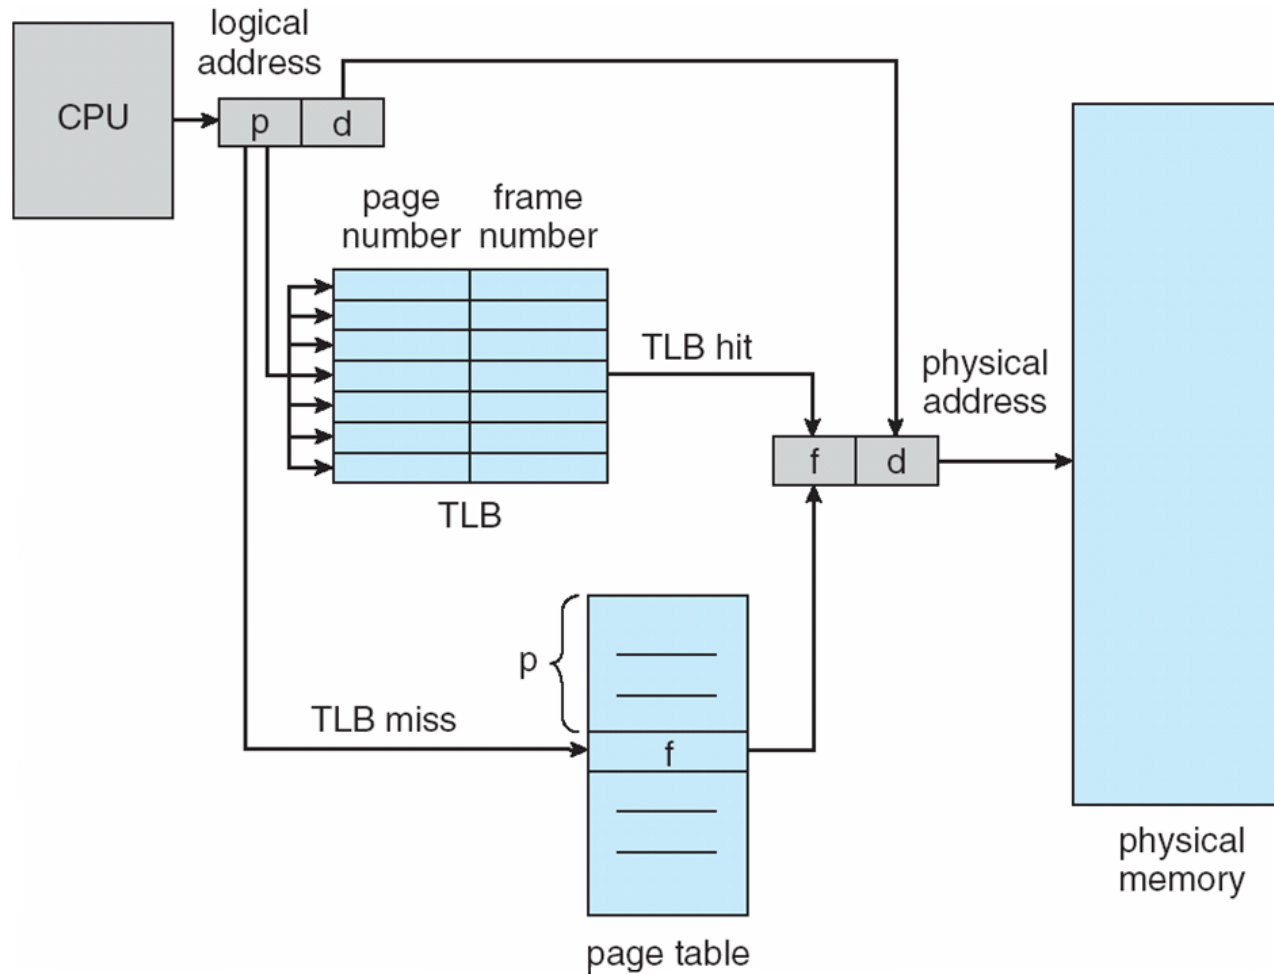 logical
address
CPU
p
d
page
number
frame
number
TLB hit
physical
address
f
d
TLB
p
TLB miss
f
physical
memory
page table